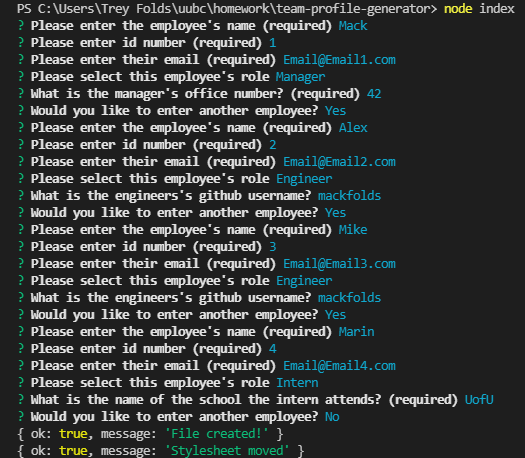 PS C:\Users\Trey Folds\uubc\homework\team-profile-generator> node index
? Please enter the employee's name (required) Mack
? Please enter id number (required) 1
? Please enter their email (required) Email@Email1.com
? Please select this employee's role Manager
? What is the manager's office number? (required) 42
? Would you like to enter another employee? Yes
? Please enter the employee's name (required) Alex
? Please enter id number (required) 2
? Please enter their email (required) Email@Email2.com
? Please select this employee's role Engineer
? What is the engineers's github username? mackfolds
? Would you like to enter another employee? Yes
? Please enter the employee's name (required) Mike
? Please enter id number (required) 3
? Please enter their email (required) Email@Email3.com
? Please select this employee's role Engineer
? What is the engineers's github username? mackfolds
? Would you like to enter another employee? Yes
? Please enter the employee's name (required) Marin
? Please enter id number (required) 4
? Please enter their email (required) Email@Email4.com
? Please select this employee's role Intern
? What is the name of the school the intern attends? (required) UofU
? Would you like to enter another employee? No
{ ok: true, message: 'File created!' }
{ ok: true, message: 'Stylesheet moved' }